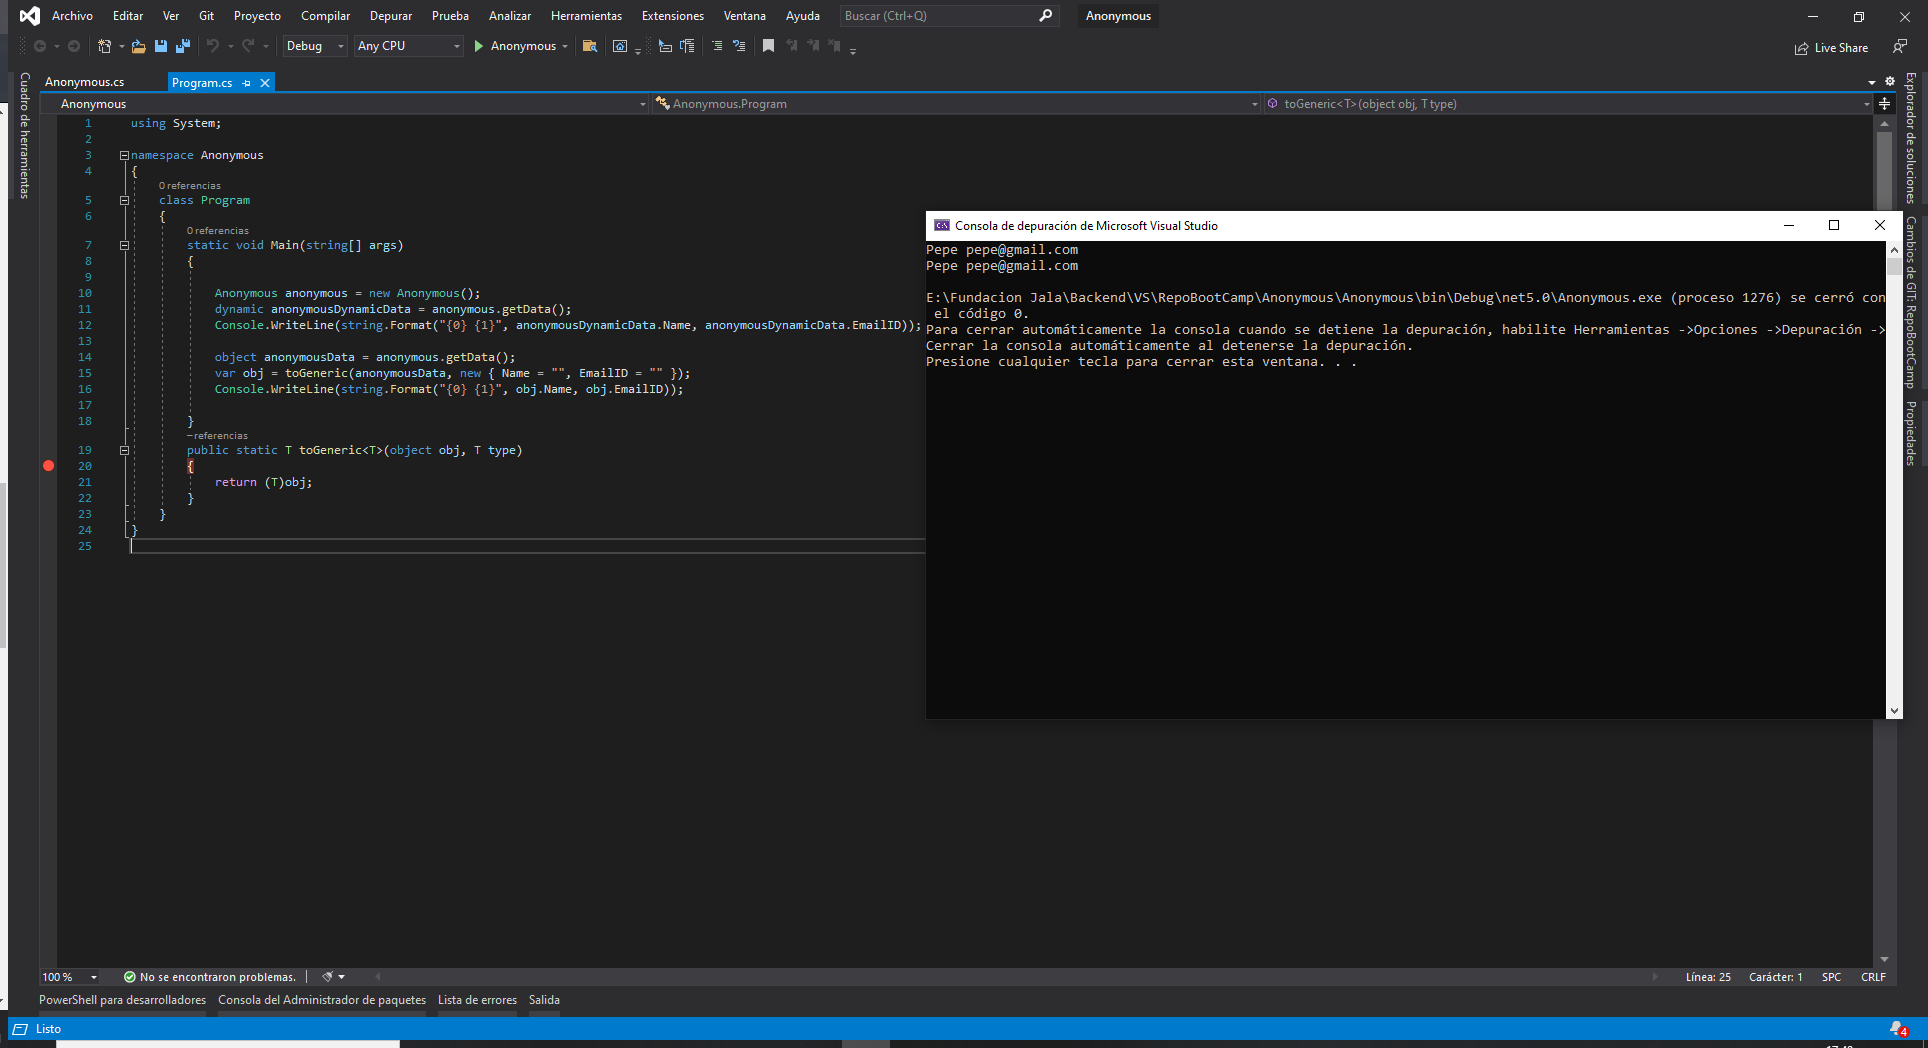 Archivo Editar Ver Git Proyecto Compilar Depurar Prueba Analizar Herramientas Extensiones Ventana Ayuda Buscar (Ctrl+Q) Anonymous
Debug Any CPU Anonymous Live Share
Cuadro de herramientas
Anonymous.cs Program.cs
Anonymous Anonymous.Program toGeneric<T>(object obj, T type)
1 using System;
2
3 namespace Anonymous
4 {
0 referencias
5 class Program
6 {
0 referencias
7 static void Main(string[] args)
8 {
9
10 Anonymous anonymous = new Anonymous();
11 dynamic anonymousDynamicData = anonymous.getData();
12 Console.WriteLine(string.Format("{0} {1}", anonymousDynamicData.Name, anonymousDynamicData.EmailID));
13
14 object anonymousData = anonymous.getData();
15 var obj = toGeneric(anonymousData, new { Name = "", EmailID = "" });
16 Console.WriteLine(string.Format("{0} {1}", obj.Name, obj.EmailID));
17
18 }
–referencias
19 public static T toGeneric<T>(object obj, T type)
20 {
21 return (T)obj;
22 }
23 }
24 }
25
Consola de depuración de Microsoft Visual Studio
Pepe pepe@gmail.com
Pepe pepe@gmail.com
E:\Fundacion Jala\Backend\VS\RepoBootCamp\Anonymous\Anonymous\bin\Debug\net5.0\Anonymous.exe (proceso 1276) se cerró con
el código 0.
Para cerrar automáticamente la consola cuando se detiene la depuración, habilite Herramientas ->Opciones ->Depuración ->
Cerrar la consola automáticamente al detenerse la depuración.
Presione cualquier tecla para cerrar esta ventana. . .
Explorador de soluciones
Cambios de GIT: RepoBootCamp
Propiedades
100 % No se encontraron problemas. Línea: 25 Carácter: 1 SPC CRLF
PowerShell para desarrolladores Consola del Administrador de paquetes Lista de errores Salida
Listo 4